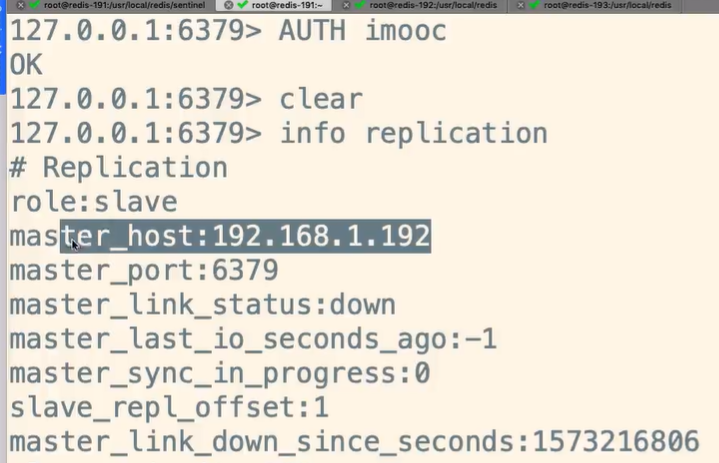 root@redis-191:/usr/local/redis/sentinel
root@redis-191:~
root@redis-192:/usr/local/redis
root@redis-193:/usr/local/redis
127.0.0.1:6379> AUTH imooc
OK
127.0.0.1:6379> clear
127.0.0.1:6379> info replication
# Replication
role:slave
master_host:192.168.1.192
master_port:6379
master_link_status:down
master_last_io_seconds_ago:-1
master_sync_in_progress:0
slave_repl_offset:1
master_link_down_since_seconds:1573216806